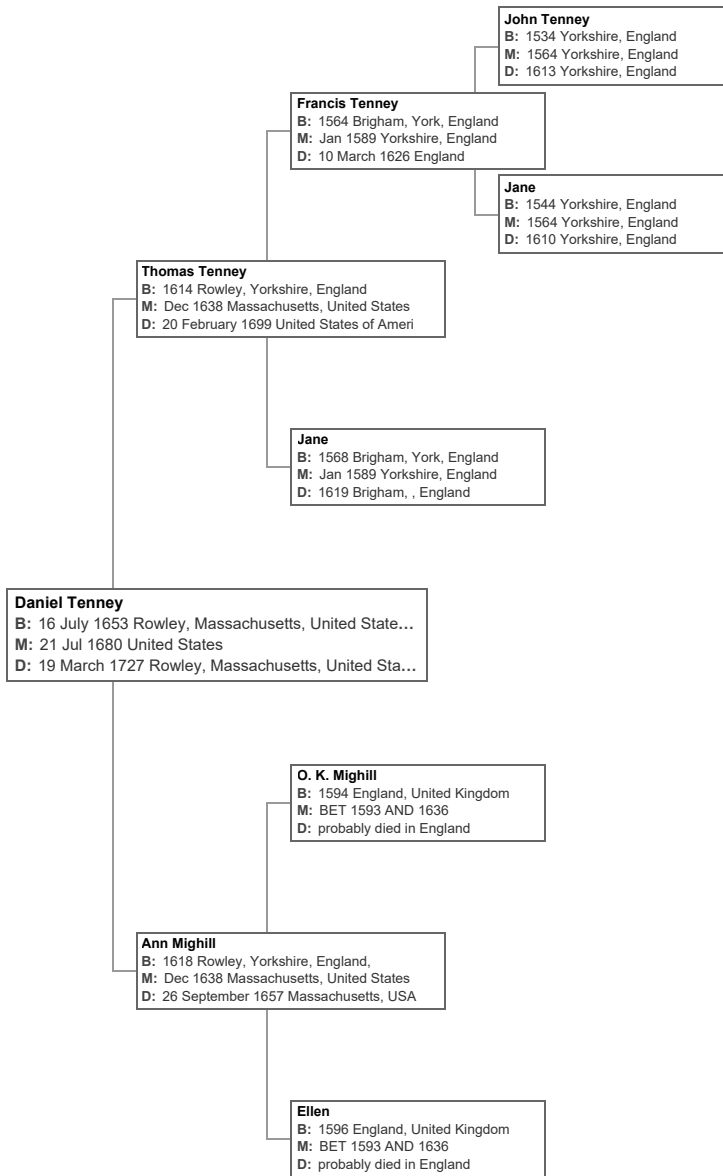 John Tenney
B: 1534 Yorkshire, England
M: 1564 Yorkshire, England
D: 1613 Yorkshire, England
Francis Tenney
B: 1564 Brigham, York, England
M: Jan 1589 Yorkshire, England
D: 10 March 1626 England
Jane
B: 1544 Yorkshire, England
M: 1564 Yorkshire, England
D: 1610 Yorkshire, England
Thomas Tenney
B: 1614 Rowley, Yorkshire, England
M: Dec 1638 Massachusetts, United States
D: 20 February 1699 United States of Ameri
Jane
B: 1568 Brigham, York, England
M: Jan 1589 Yorkshire, England
D: 1619 Brigham, , England
Daniel Tenney
B: 16 July 1653 Rowley, Massachusetts, United State...
M: 21 Jul 1680 United States
D: 19 March 1727 Rowley, Massachusetts, United Sta...
O. K. Mighill
B: 1594 England, United Kingdom
M: BET 1593 AND 1636
D: probably died in England
Ann Mighill
B: 1618 Rowley, Yorkshire, England,
M: Dec 1638 Massachusetts, United States
D: 26 September 1657 Massachusetts, USA
Ellen
B: 1596 England, United Kingdom
M: BET 1593 AND 1636
D: probably died in England